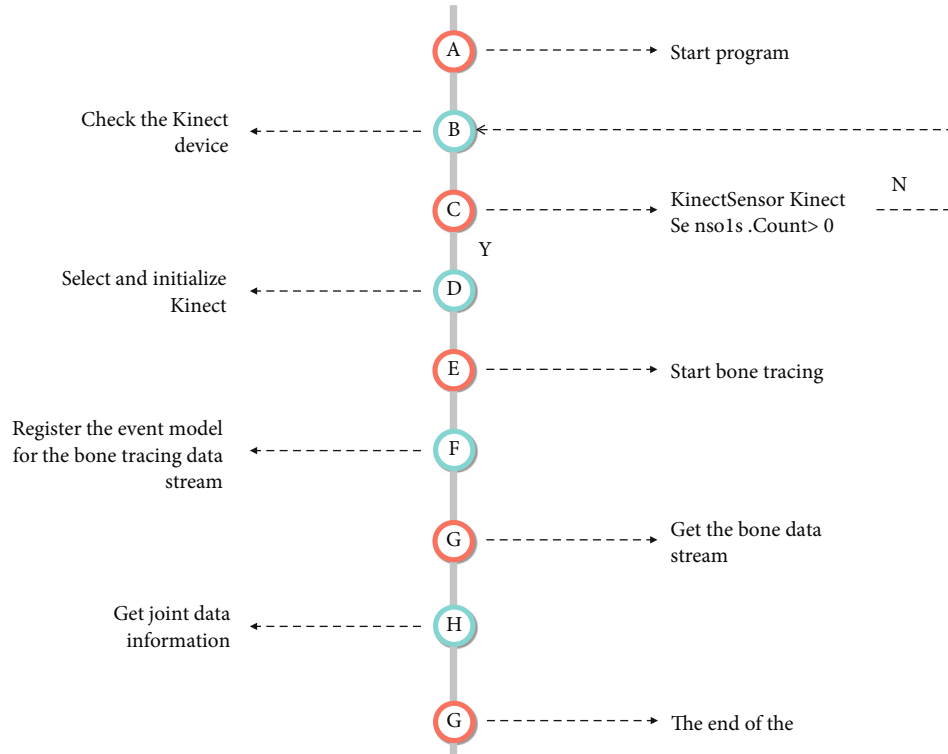 A
Start program
Check the Kinect
device
B
C
KinectSensor Kinect
Se nso1s .Count> 0
N
Y
Select and initialize
Kinect
D
E
Start bone tracing
Register the event model
for the bone tracing data
stream
F
G
Get the bone data
stream
Get joint data
information
H
G
The end of the